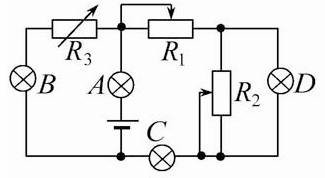 R₃ R₁
B A R₂ D
C